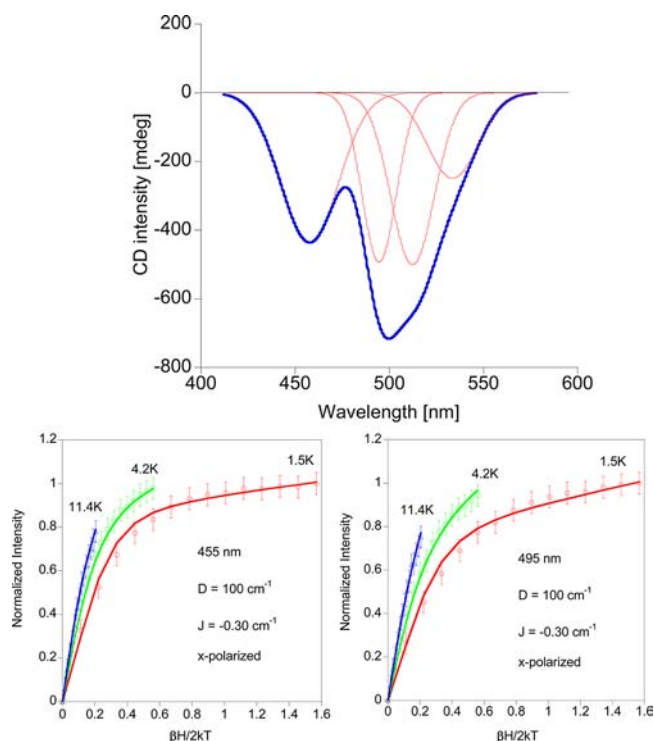 200
0
-200
-400
-600
-800
CD intensity [mdeg]
400 450 500 550 600
Wavelength [nm]
1.2
1
0.8
0.6
0.4
0.2
0
Normalized Intensity
11.4K
4.2K
1.5K
455 nm
D = 100 cm⁻¹
J = -0.30 cm⁻¹
x-polarized
0 0.2 0.4 0.6 0.8 1 1.2 1.4 1.6
βH/2kT
1.2
1
0.8
0.6
0.4
0.2
0
Normalized Intensity
11.4K
4.2K
1.5K
495 nm
D = 100 cm⁻¹
J = -0.30 cm⁻¹
x-polarized
0 0.2 0.4 0.6 0.8 1 1.2 1.4 1.6
βH/2kT